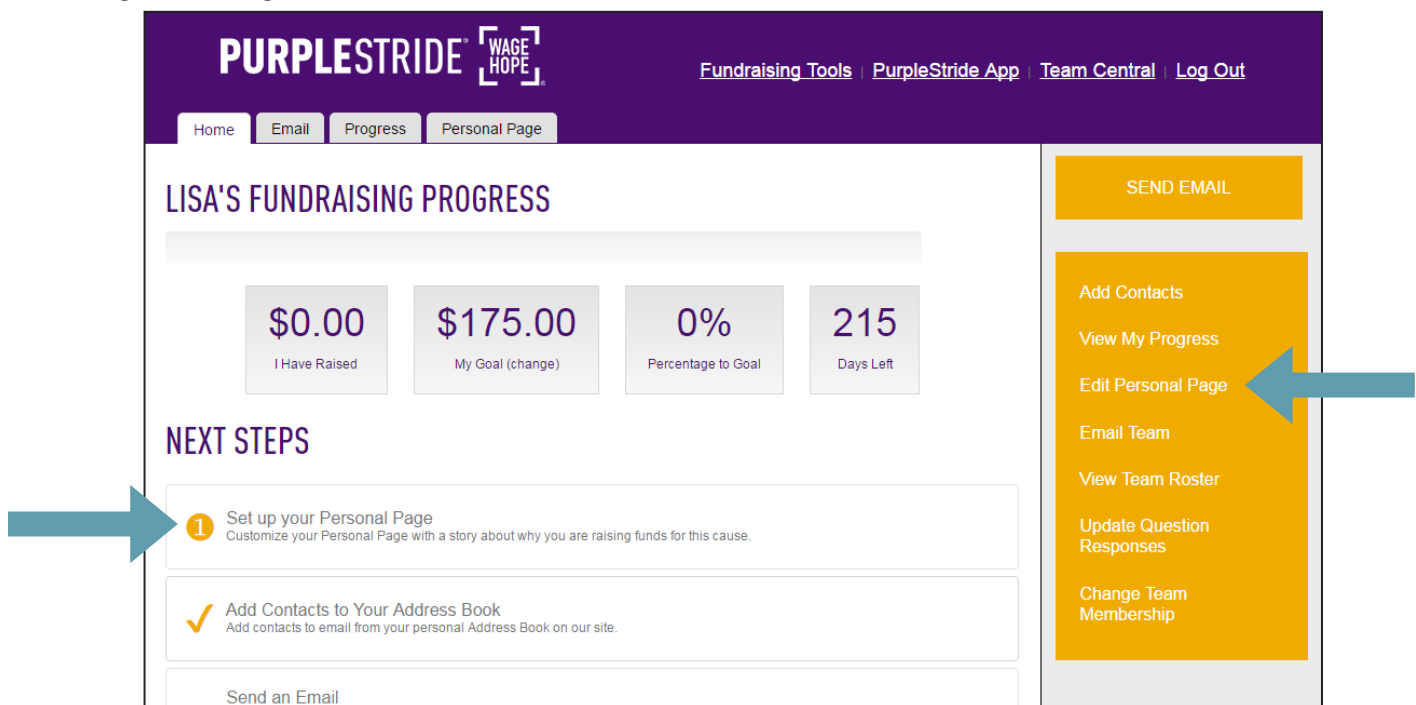 PURPLESTRIDE® WAGE HOPE®
Fundraising Tools | PurpleStride App | Team Central | Log Out
Home Email Progress Personal Page
LISA'S FUNDRAISING PROGRESS
$0.00
I Have Raised
$175.00
My Goal (change)
0%
Percentage to Goal
215
Days Left
NEXT STEPS
1 Set up your Personal Page
Customize your Personal Page with a story about why you are raising funds for this cause.
Add Contacts to Your Address Book
Add contacts to email from your personal Address Book on our site.
Send an Email
SEND EMAIL
Add Contacts
View My Progress
Edit Personal Page
Email Team
View Team Roster
Update Question
Responses
Change Team
Membership